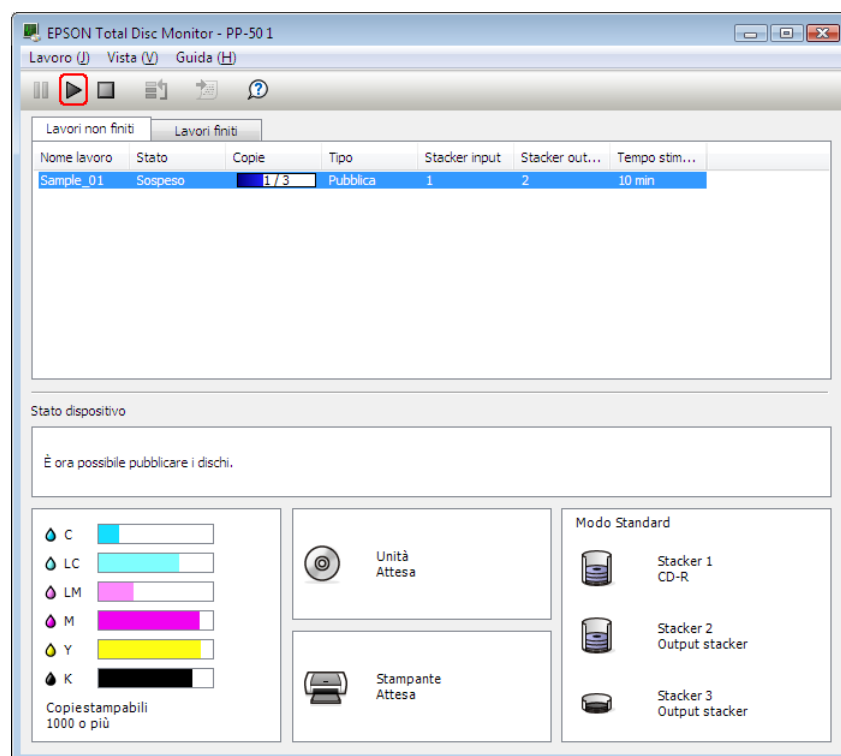 EPSON Total Disc Monitor - PP-50 1
Lavoro (J) Vista (V) Guida (H)
Lavori non finiti Lavori finiti
Nome lavoro Stato Copie Tipo Stacker input Stacker out... Tempo stim...
Sample_01 Sospeso 1 / 3 Pubblica 1 2 10 min
Stato dispositivo
È ora possibile pubblicare i dischi.
C
LC
LM
M
Y
K
Copiestampabili
1000 o più
Unità
Attesa
Stampante
Attesa
Modo Standard
Stacker 1
CD-R
Stacker 2
Output stacker
Stacker 3
Output stacker